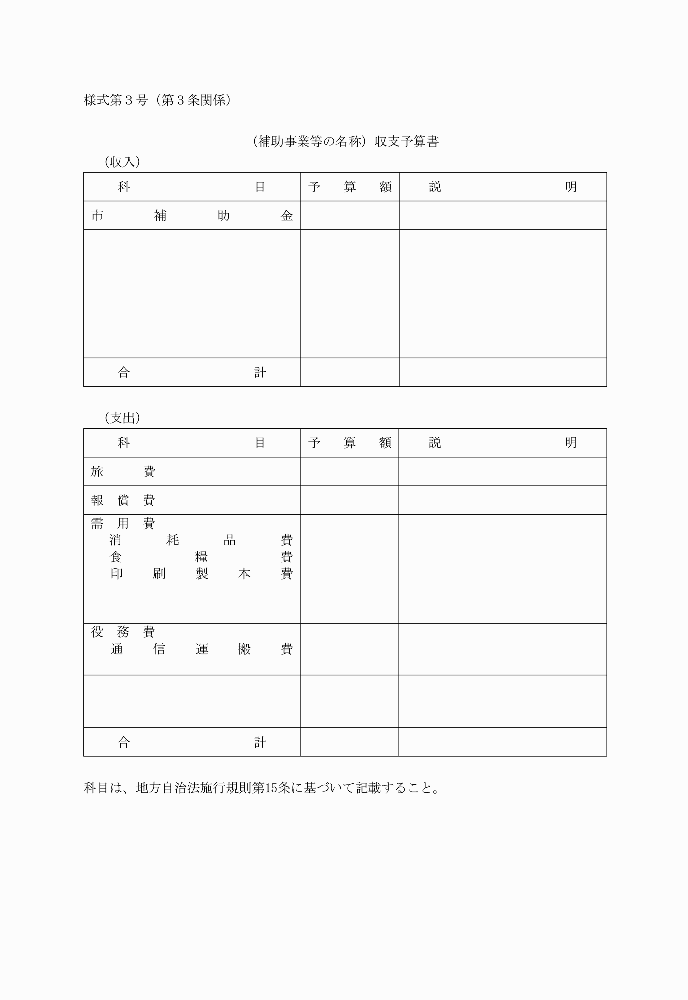 様式第３号（第３条関係）
（補助事業等の名称）収支予算書
（収入）
科　目　予　算　額　説　明
市　補　助　金
合　計
（支出）
科　目　予　算　額　説　明
旅　費
報　償　費
需　用　費
消　耗　品　費
食　糧　費
印　刷　製　本　費
役　務　費
通　信　運　搬　費
合　計
科目は、地方自治法施行規則第15条に基づいて記載すること。